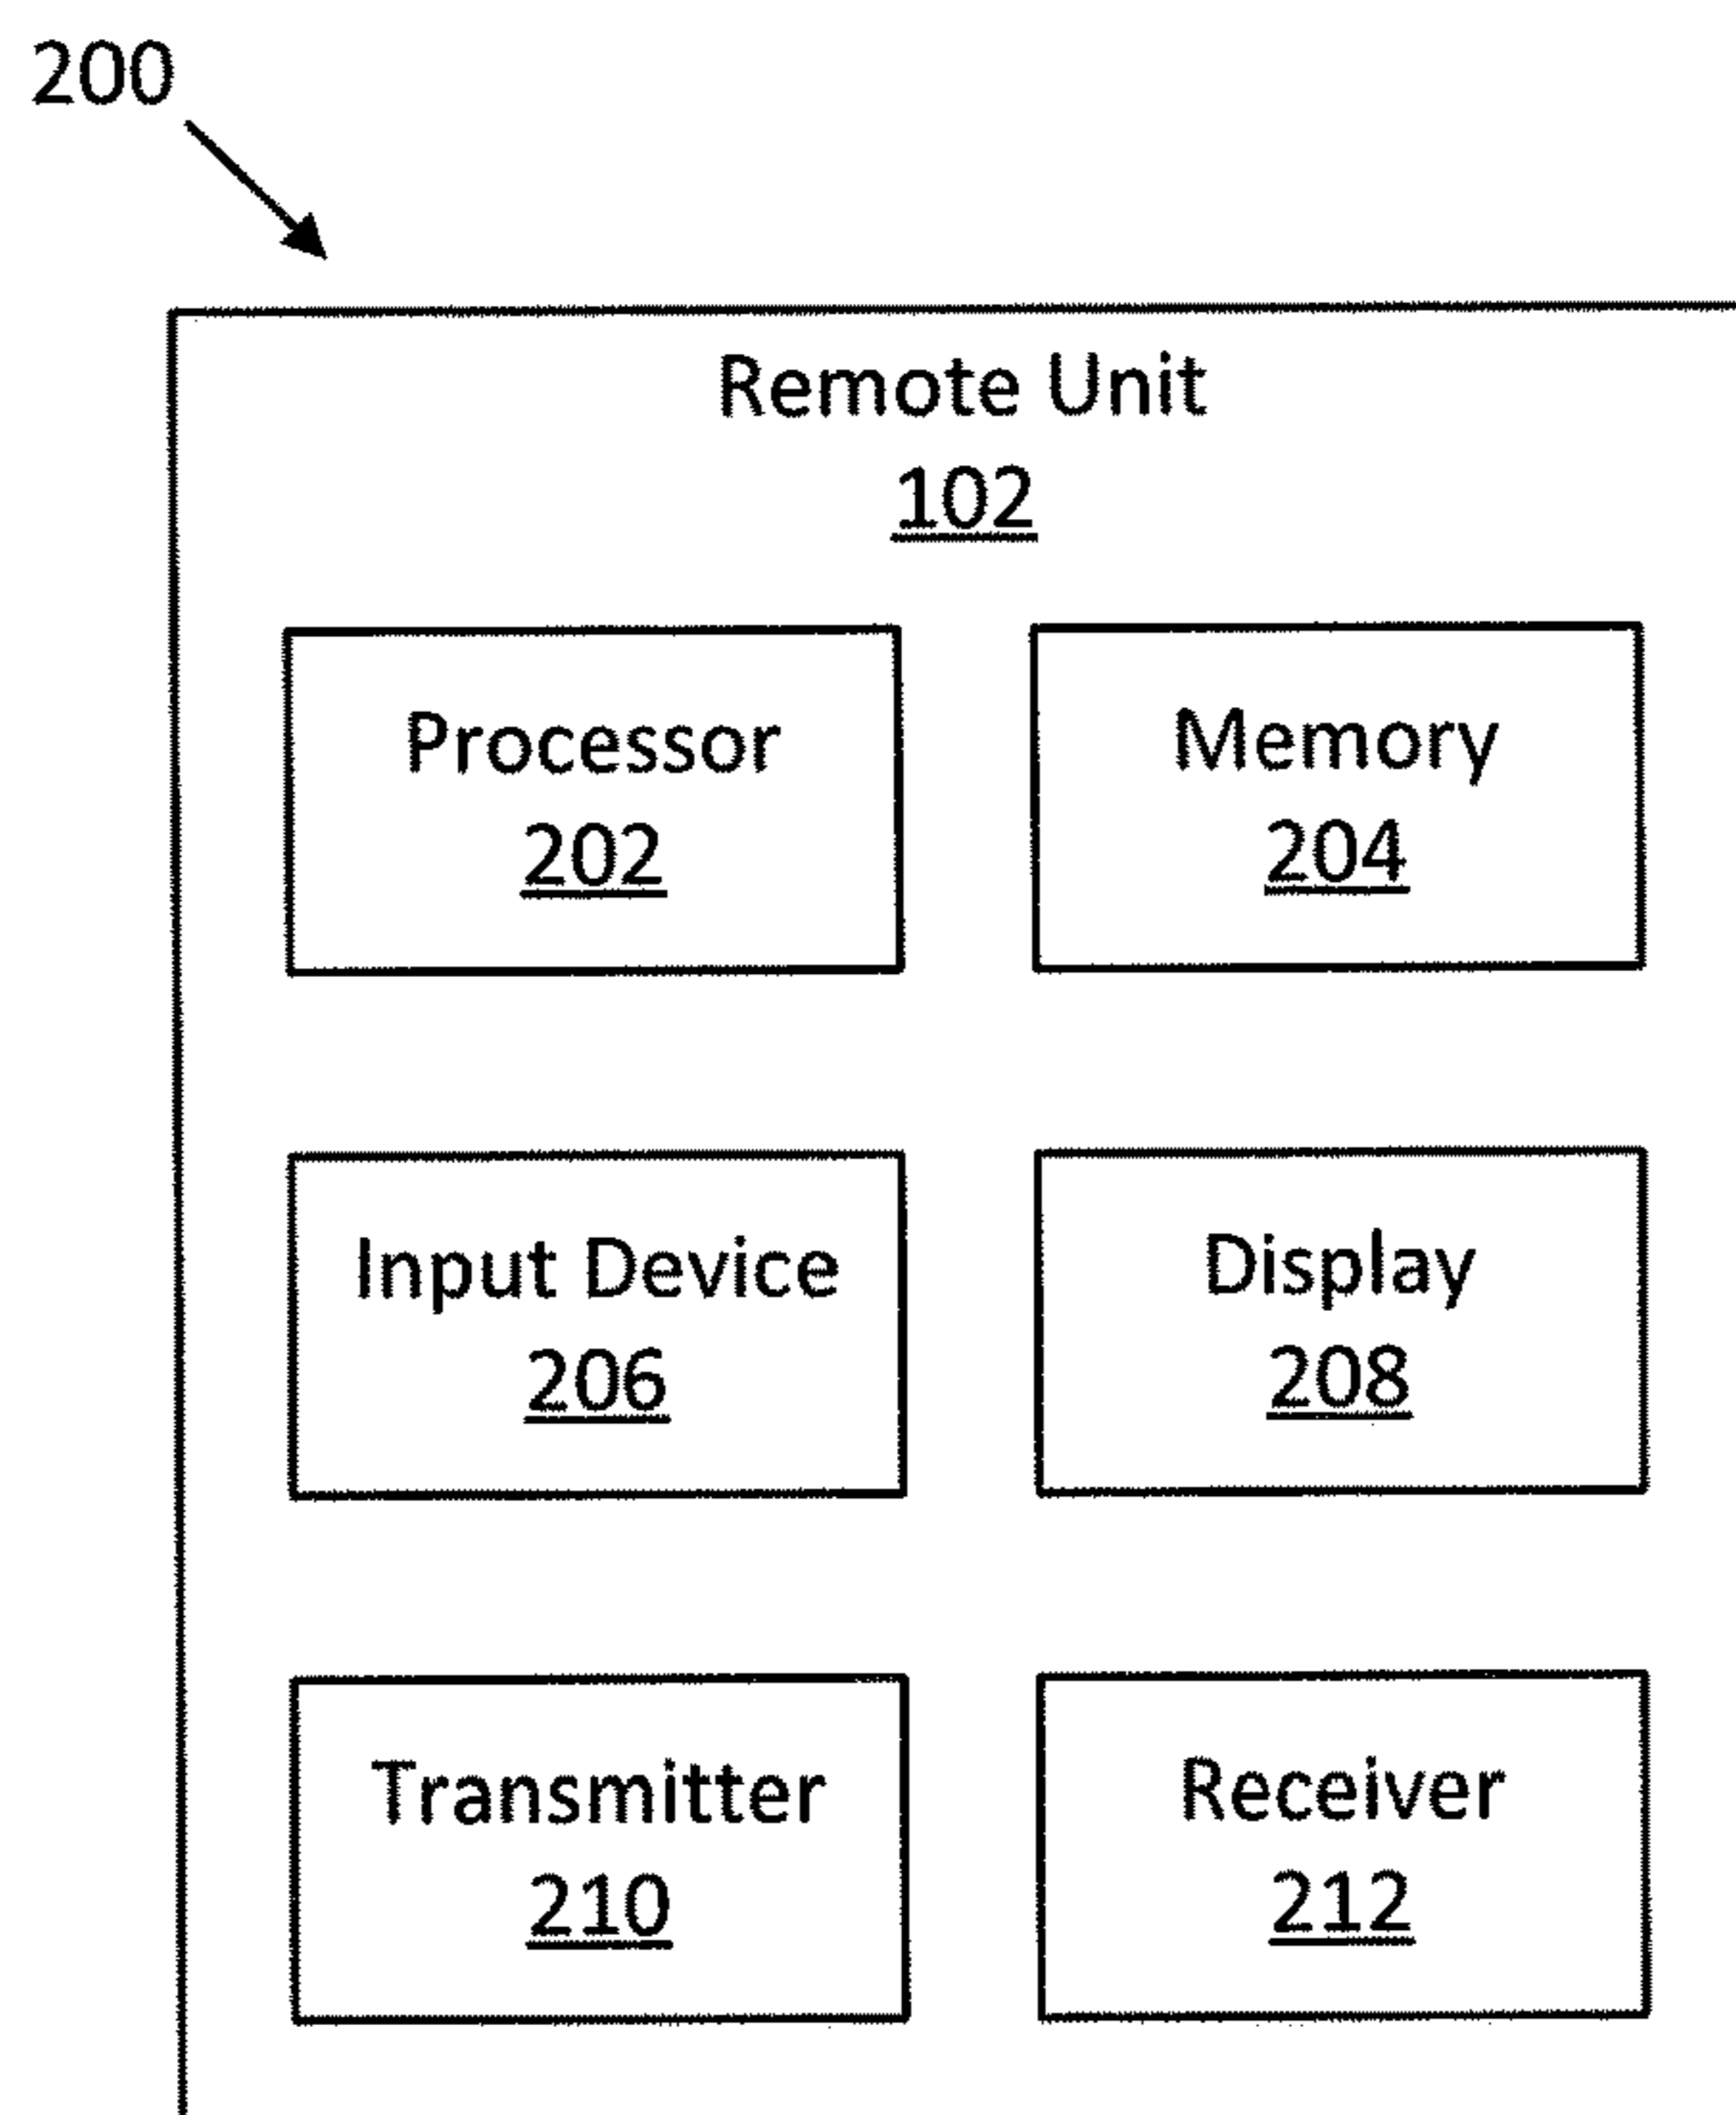 200
Remote Unit
102
Processor
202
Memory
204
Input Device
206
Display
208
Transmitter
210
Receiver
212